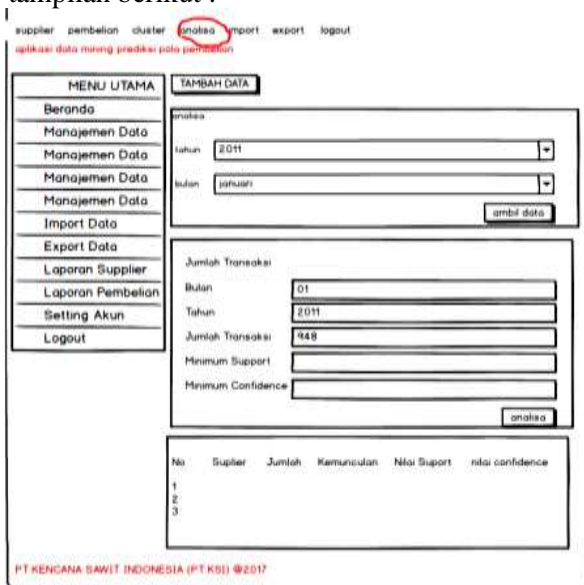 tampilan berikut :
supplier pembelian cluster analisa import export logout
aplikasi data mining prediksi pola pembelian
MENU UTAMA
Beranda
Manajemen Data
Manajemen Data
Manajemen Data
Manajemen Data
Import Data
Export Data
Laporan Supplier
Laporan Pembelian
Setting Akun
Logout
TAMBAH DATA
analisa
tahun 2011
bulan januari
ambil data
Jumlah Transaksi
Bulan 01
Tahun 2011
Jumlah Transaksi 948
Minimum Support
Minimum Confidence
analisa
No Suplier Jumlah Kemunculan Nilai Suport nilai confidence
1
2
3
PT KENCANA SAWIT INDONESIA (PT KSI) @2017